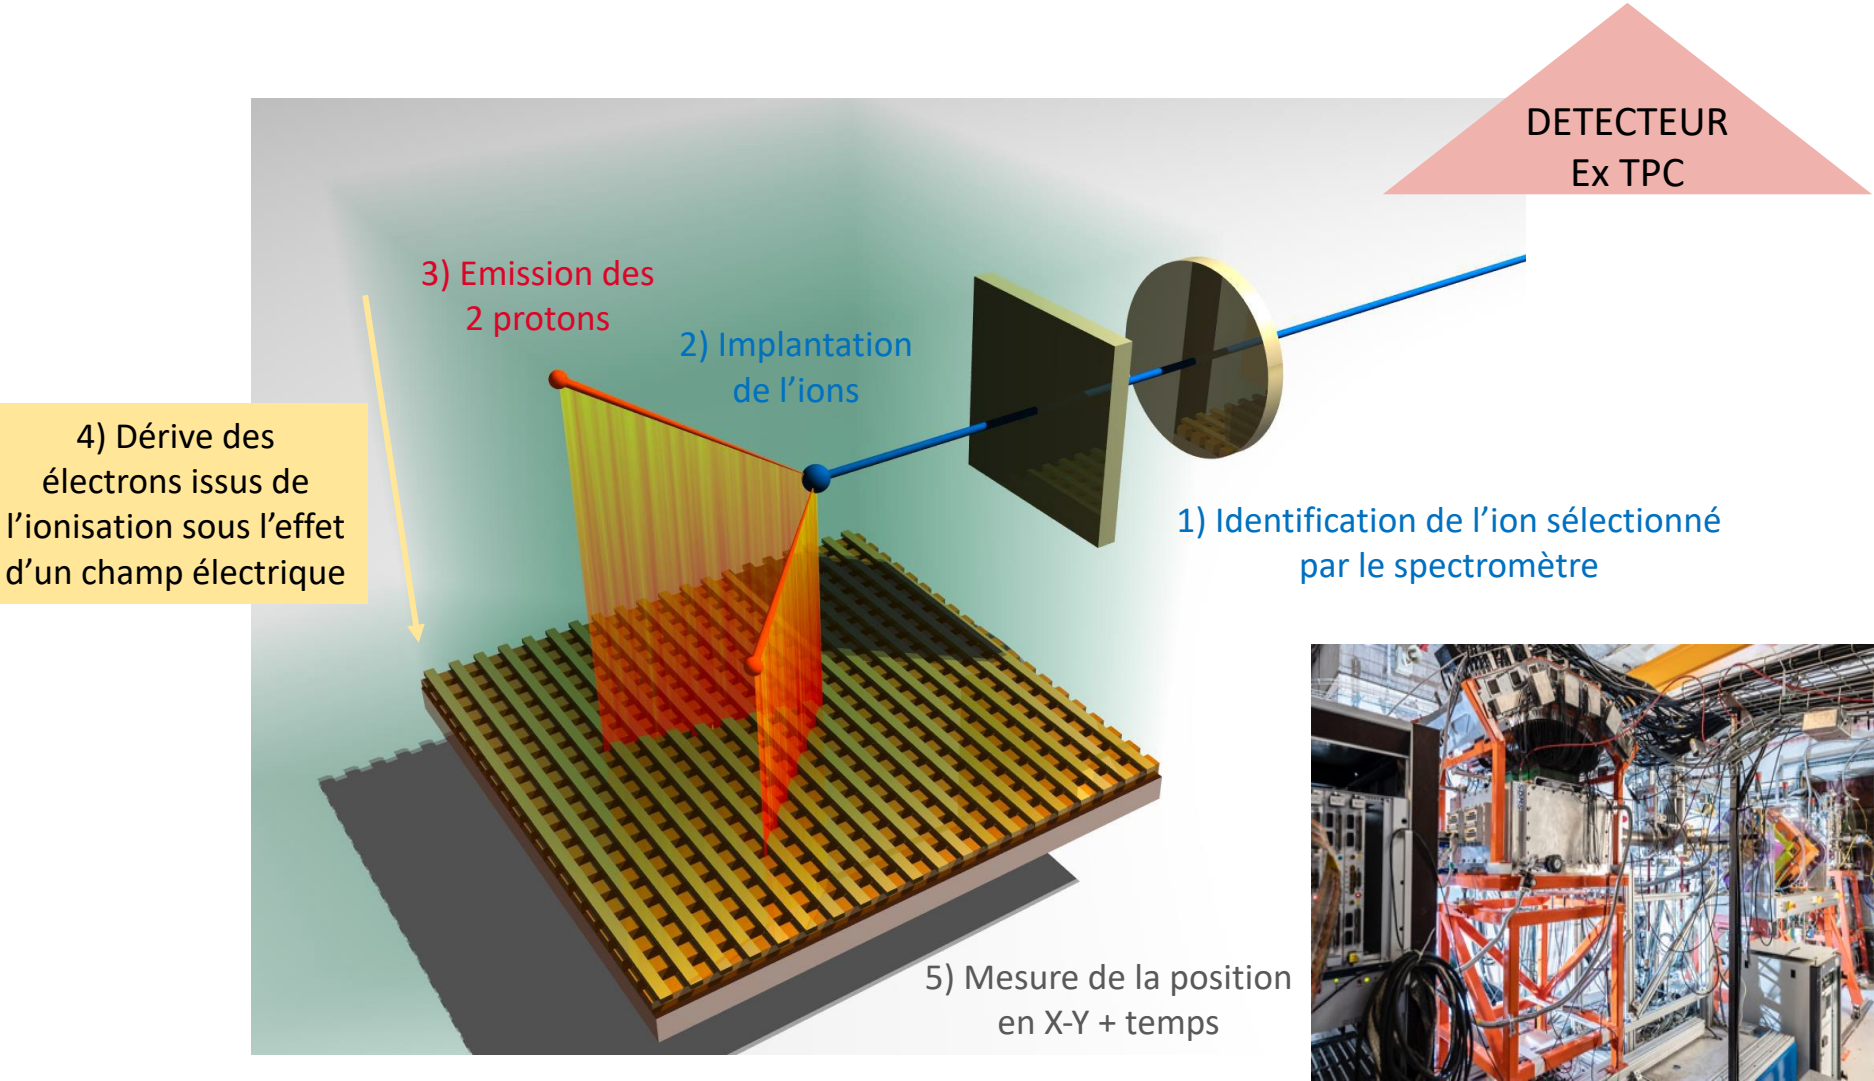 DETECTEUR
Ex TPC
3) Emission des
2 protons
2) Implantation
de l’ions
4) Dérive des
électrons issus de
l’ionisation sous l’effet
d’un champ électrique
1) Identification de l’ion sélectionné
par le spectromètre
5) Mesure de la position
en X-Y + temps